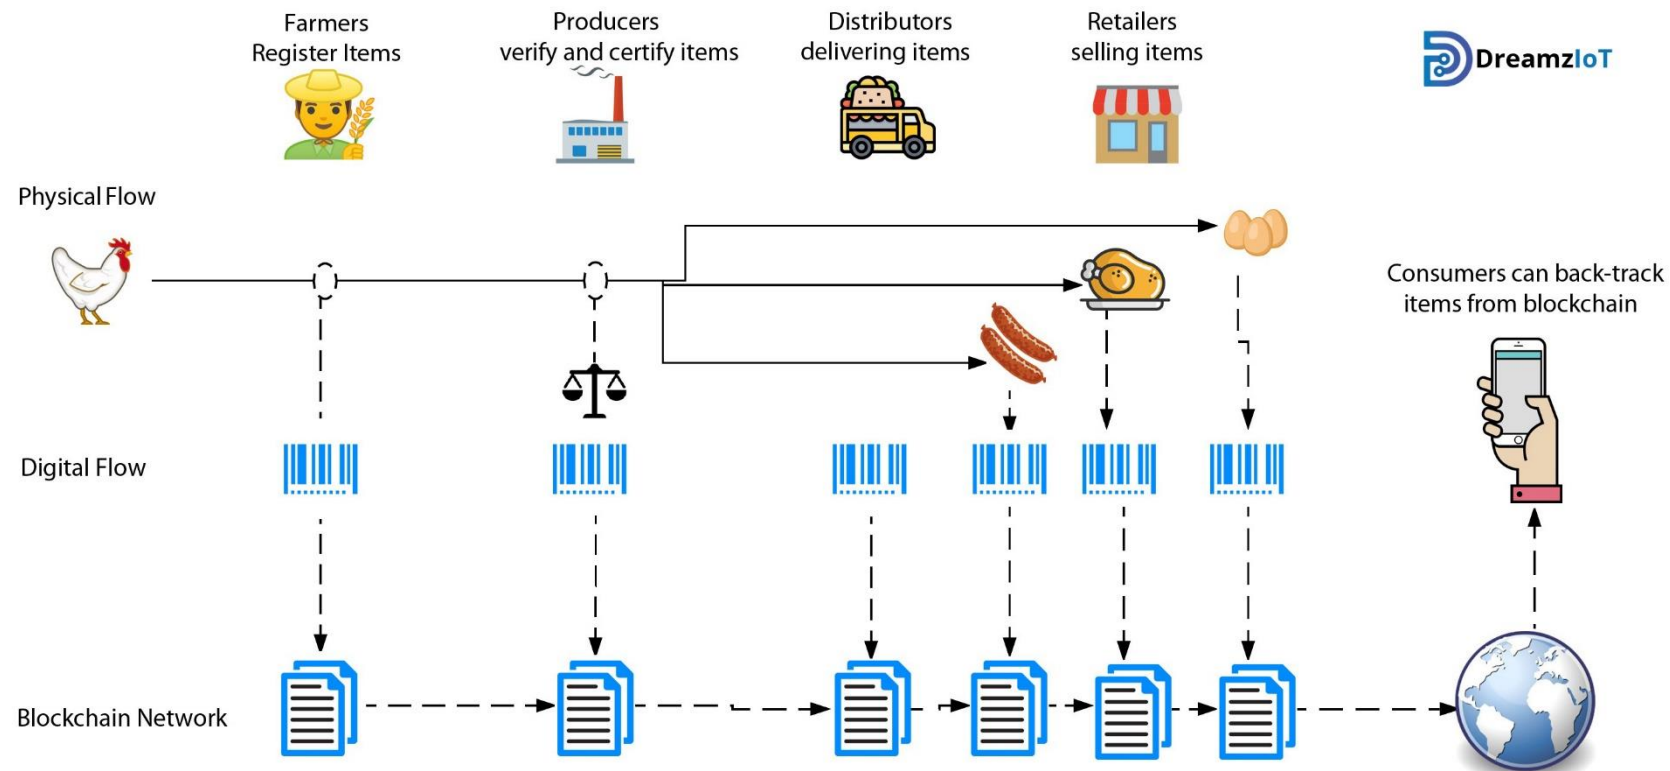 Farmers
Register Items
Producers
verify and certify items
Distributors
delivering items
Retailers
selling items
DreamzIoT
Physical Flow
Consumers can back-track
items from blockchain
Digital Flow
Blockchain Network